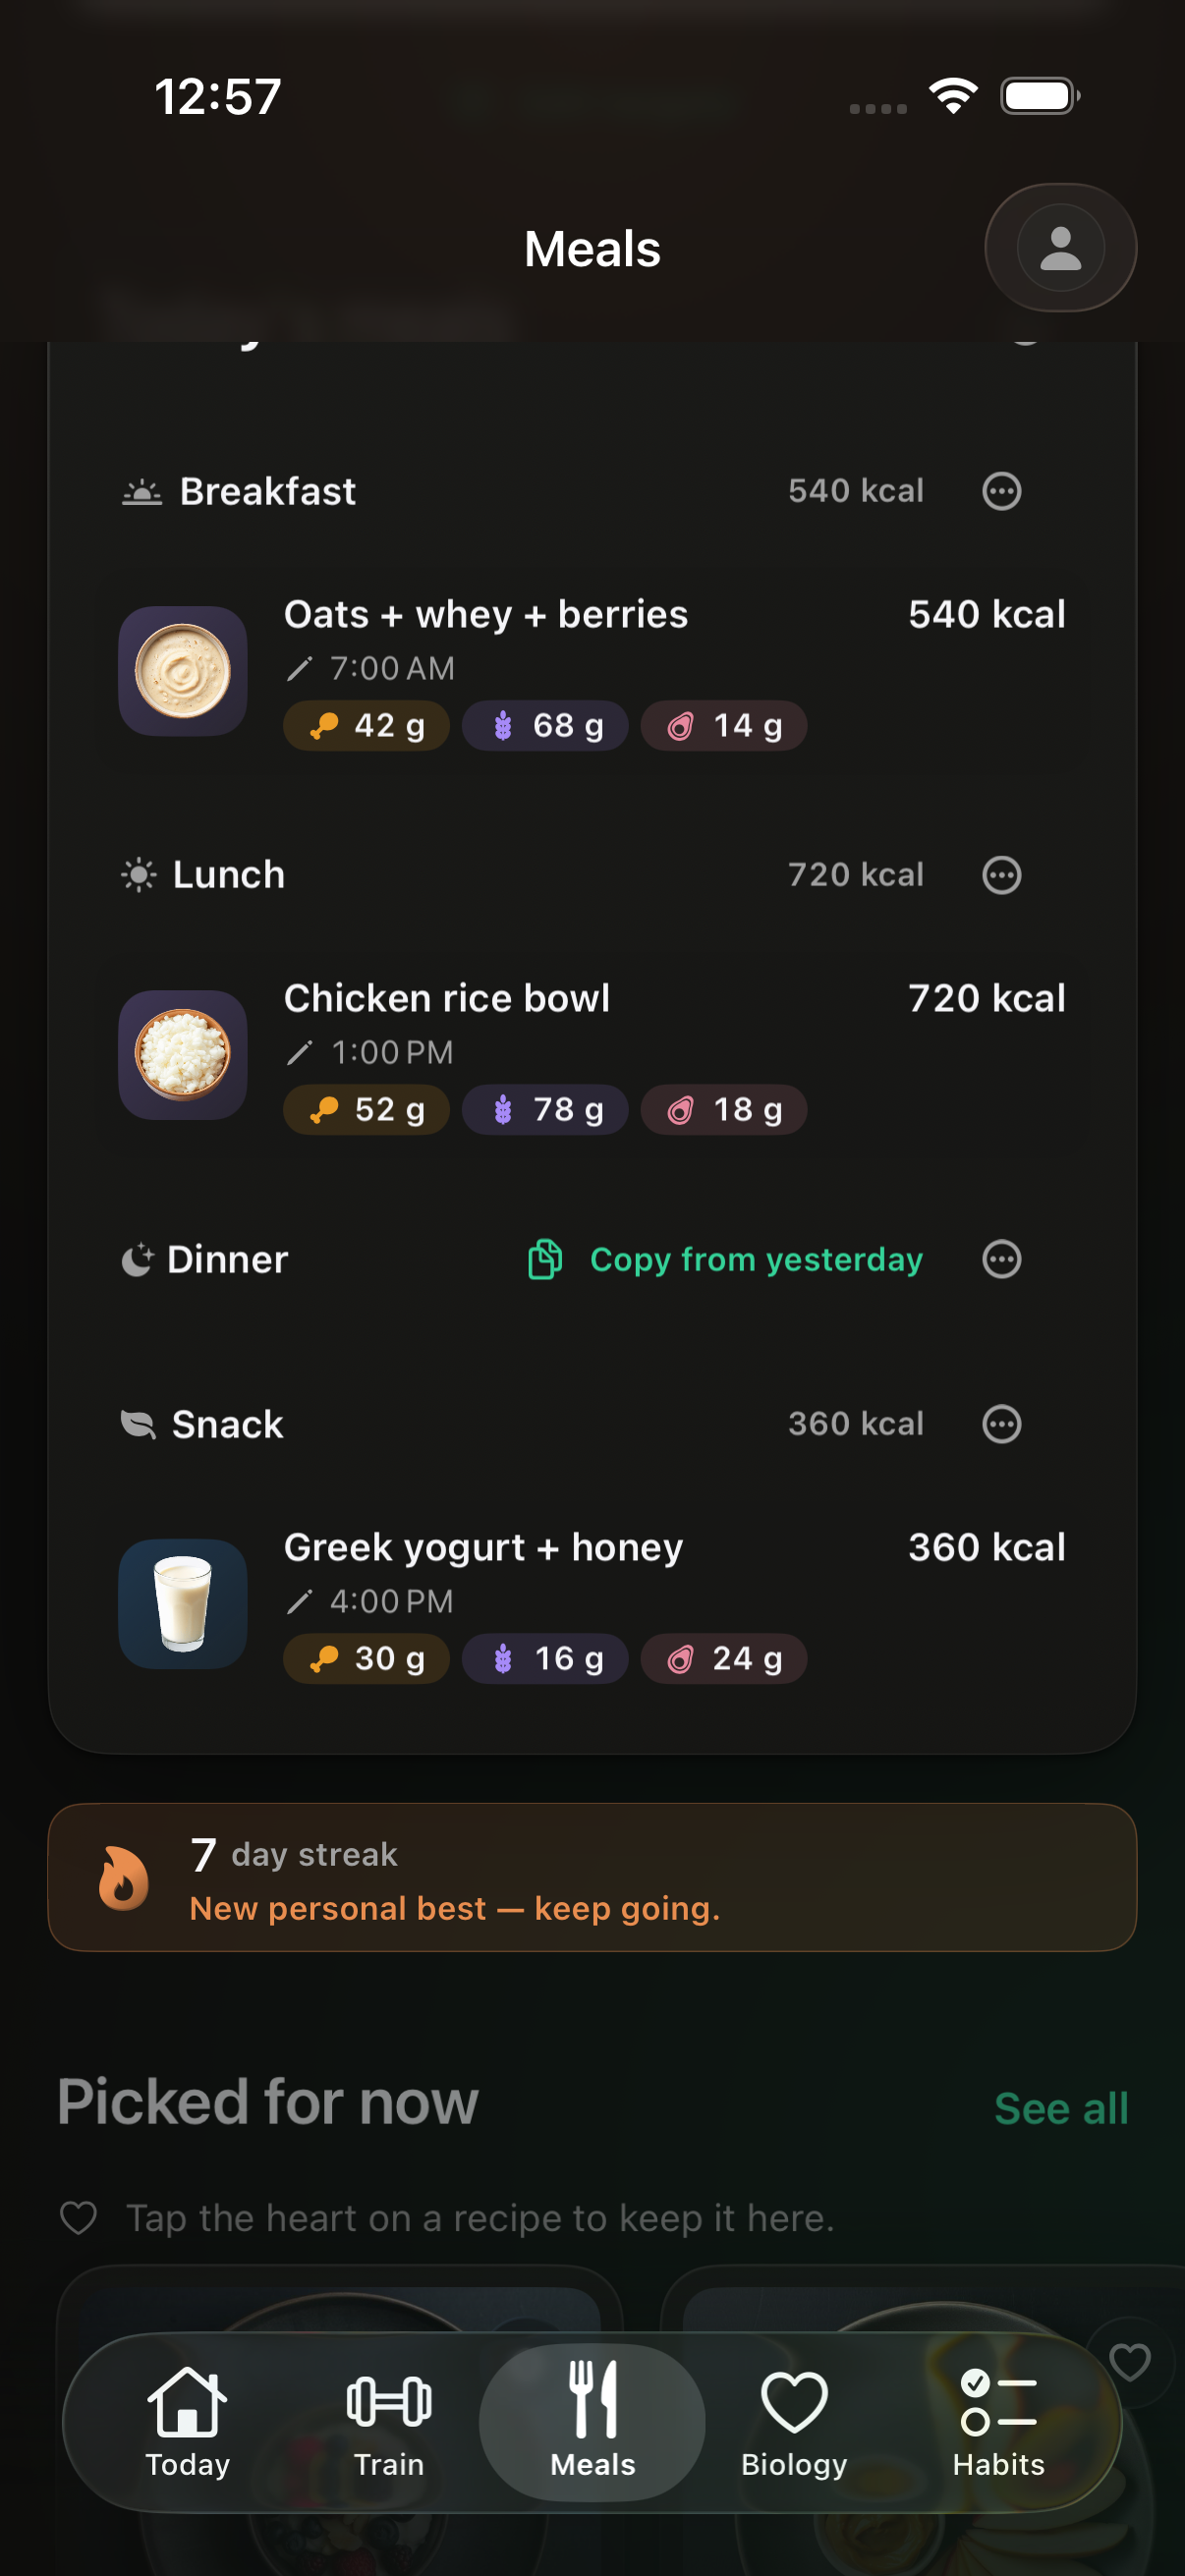 12:57
Meals
Breakfast 540 kcal
Oats + whey + berries 540 kcal
7:00 AM
42 g 68 g 14 g
Lunch 720 kcal
Chicken rice bowl 720 kcal
1:00 PM
52 g 78 g 18 g
Dinner Copy from yesterday
Snack 360 kcal
Greek yogurt + honey 360 kcal
4:00 PM
30 g 16 g 24 g
7 day streak
New personal best — keep going.
Picked for now See all
Tap the heart on a recipe to keep it here.
Today Train Meals Biology Habits